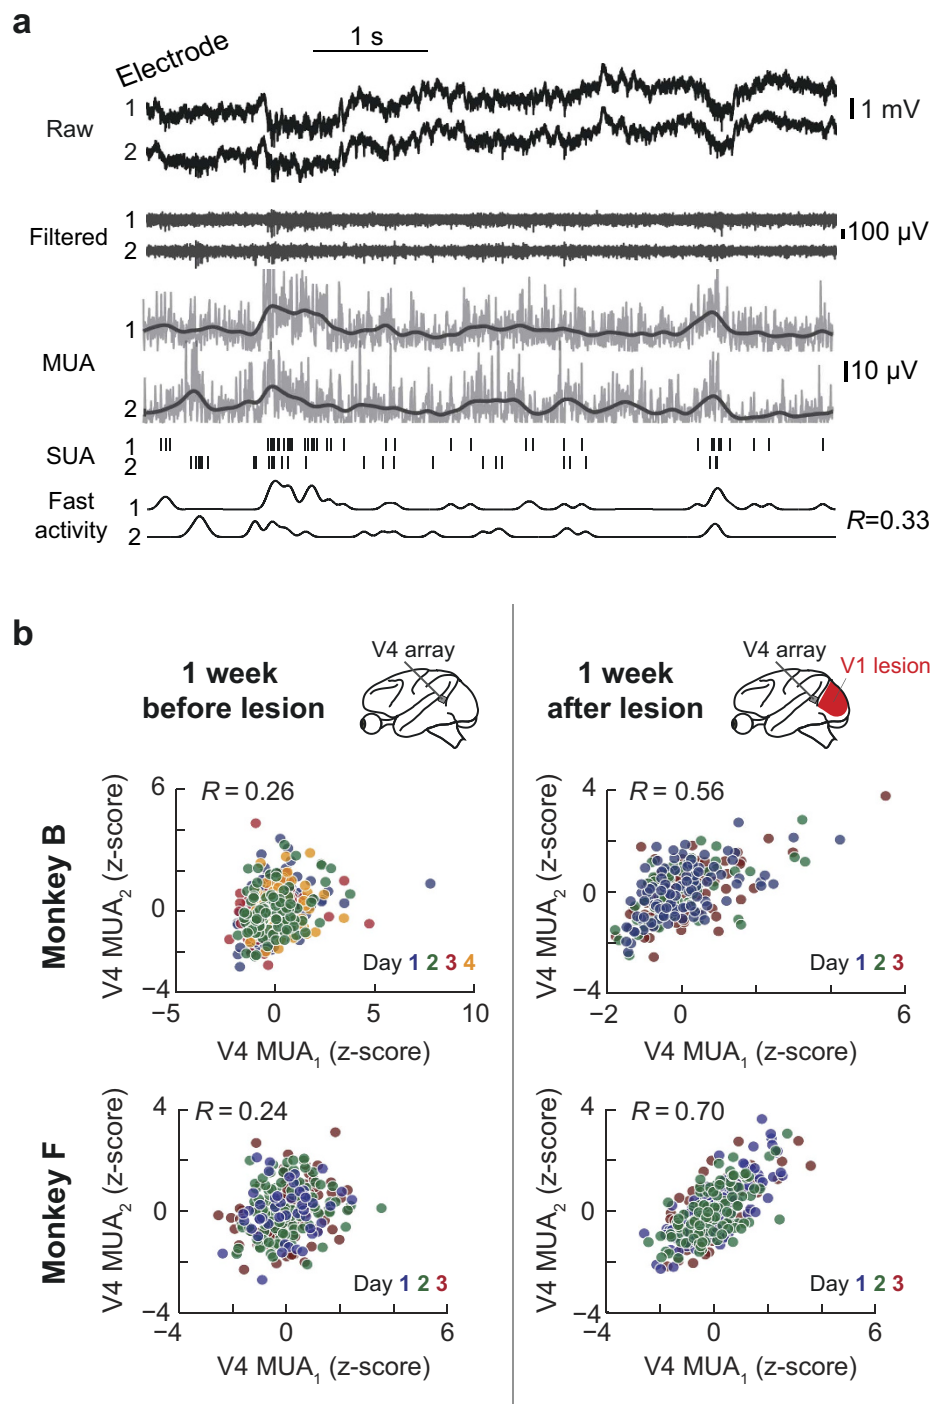 a
1 s
Electrode
Raw
1
2
1 mV
Filtered
1
2
100 µV
MUA
1
2
10 µV
SUA
1
2
Fast
activity
1
2
R=0.33
b
1 week
before lesion
V4 array
1 week
after lesion
V4 array
V1 lesion
Monkey B
V4 MUA2 (z-score)
6
0
−4
R = 0.26
Day 1 2 3 4
−5
0
5
10
V4 MUA1 (z-score)
V4 MUA2 (z-score)
4
0
−4
R = 0.56
Day 1 2 3
−2
0
6
V4 MUA1 (z-score)
Monkey F
V4 MUA2 (z-score)
4
0
−4
R = 0.24
Day 1 2 3
−4
0
6
V4 MUA1 (z-score)
V4 MUA2 (z-score)
4
0
−4
R = 0.70
Day 1 2 3
−4
0
6
V4 MUA1 (z-score)